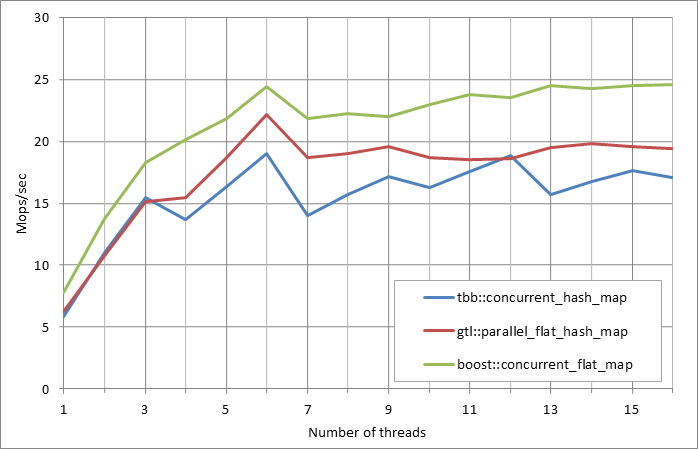 30
25
20
15
10
5
0
Mops/sec
tbb::concurrent_hash_map
gtl::parallel_flat_hash_map
boost::concurrent_flat_map
1 3 5 7 9 11 13 15
Number of threads